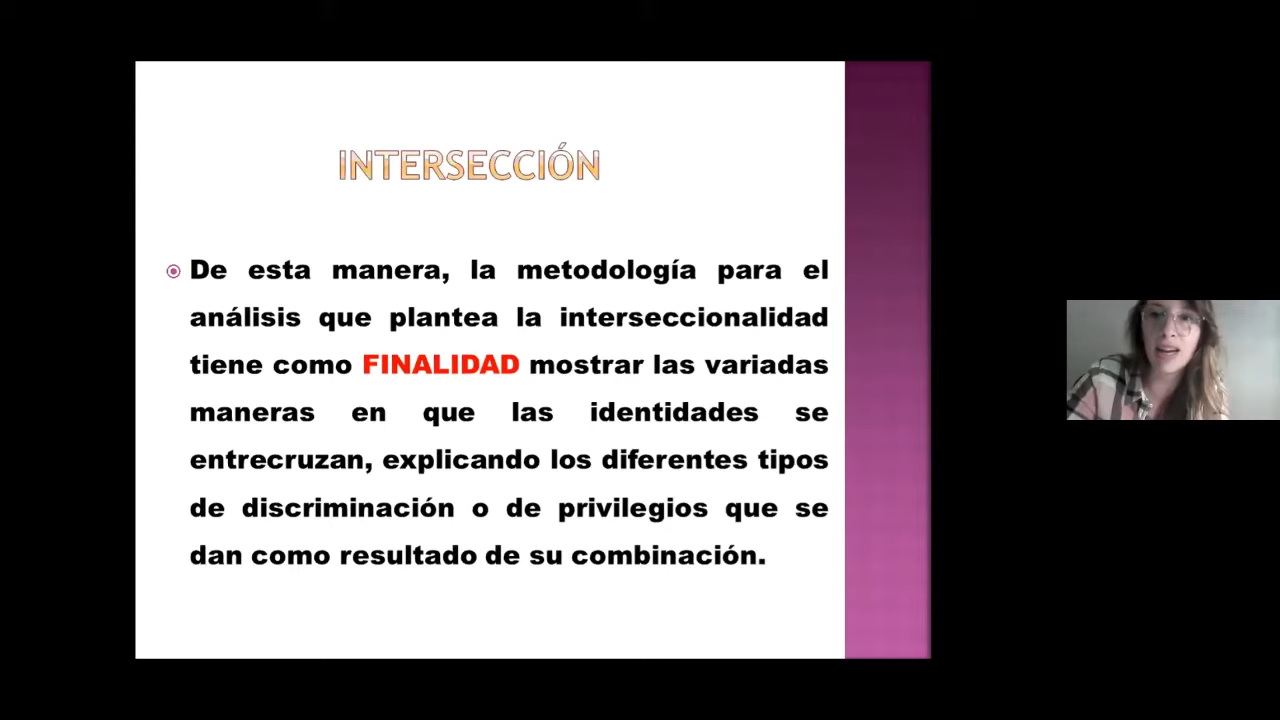 INTERSECCIÓN
De esta manera, la metodología para el
análisis que plantea la interseccionalidad
tiene como FINALIDAD mostrar las variadas
maneras en que las identidades se
entrecruzan, explicando los diferentes tipos
de discriminación o de privilegios que se
dan como resultado de su combinación.